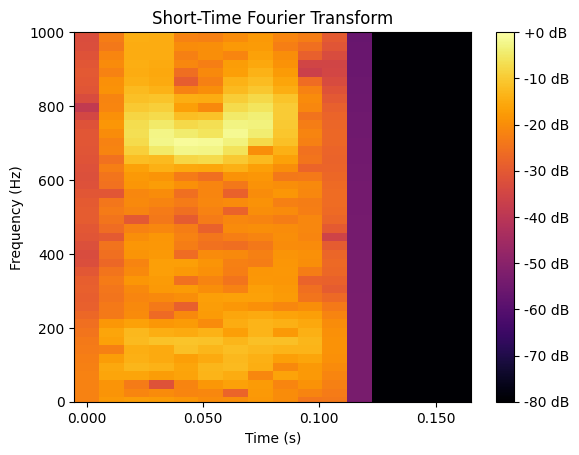 Short-Time Fourier Transform
1000
800
600
400
200
0
Frequency (Hz)
0.000
0.050
0.100
0.150
Time (s)
+0 dB
-10 dB
-20 dB
-30 dB
-40 dB
-50 dB
-60 dB
-70 dB
-80 dB